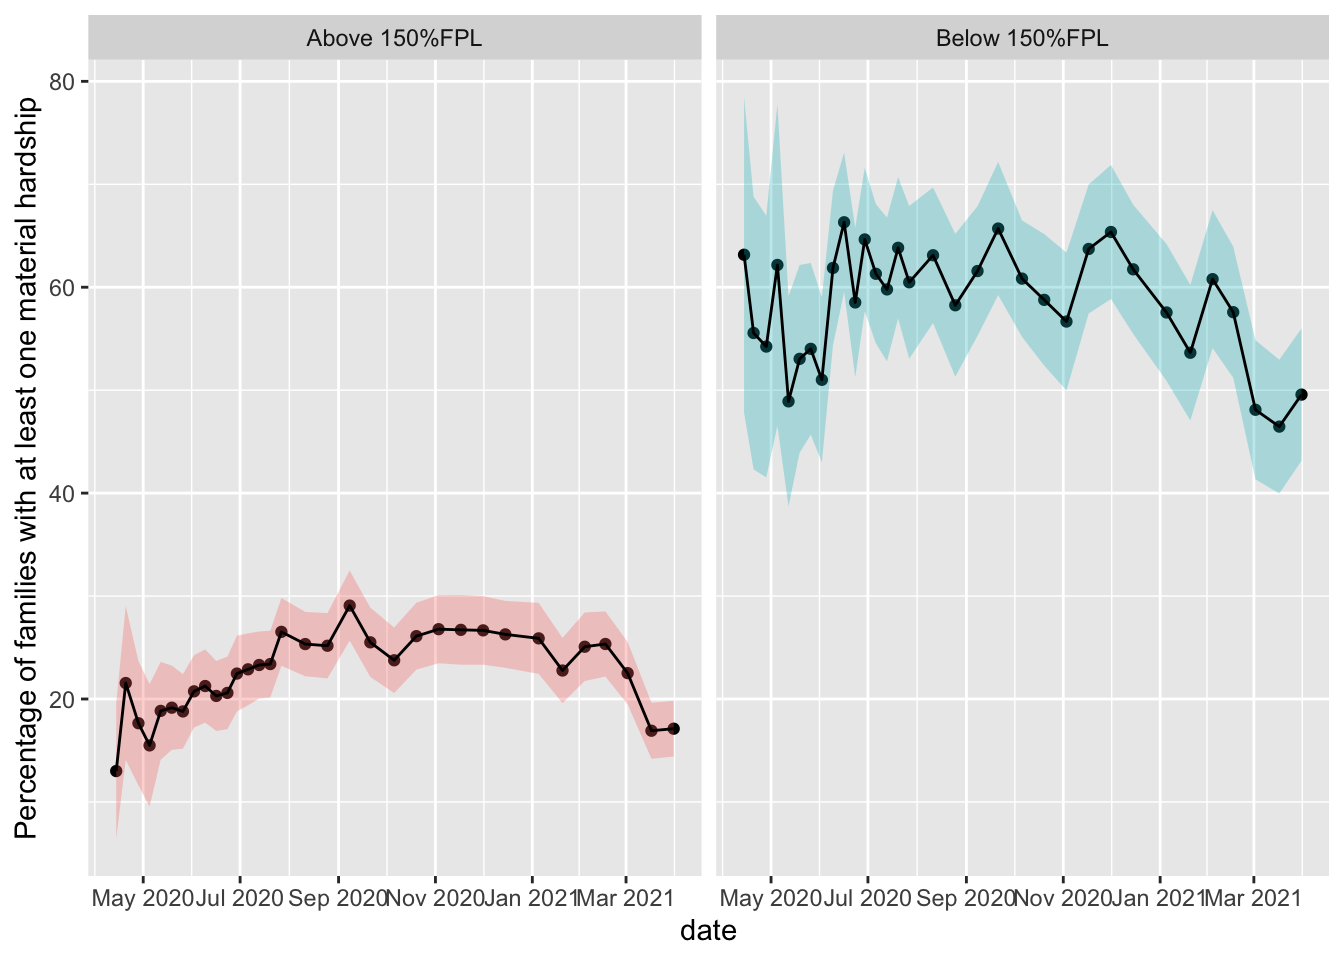 Above 150%FPL
Below 150%FPL
Percentage of families with at least one material hardship
80
60
40
20
May 2020 Jul 2020 Sep 2020 Nov 2020 Jan 2021 Mar 2021
May 2020 Jul 2020 Sep 2020 Nov 2020 Jan 2021 Mar 2021
date